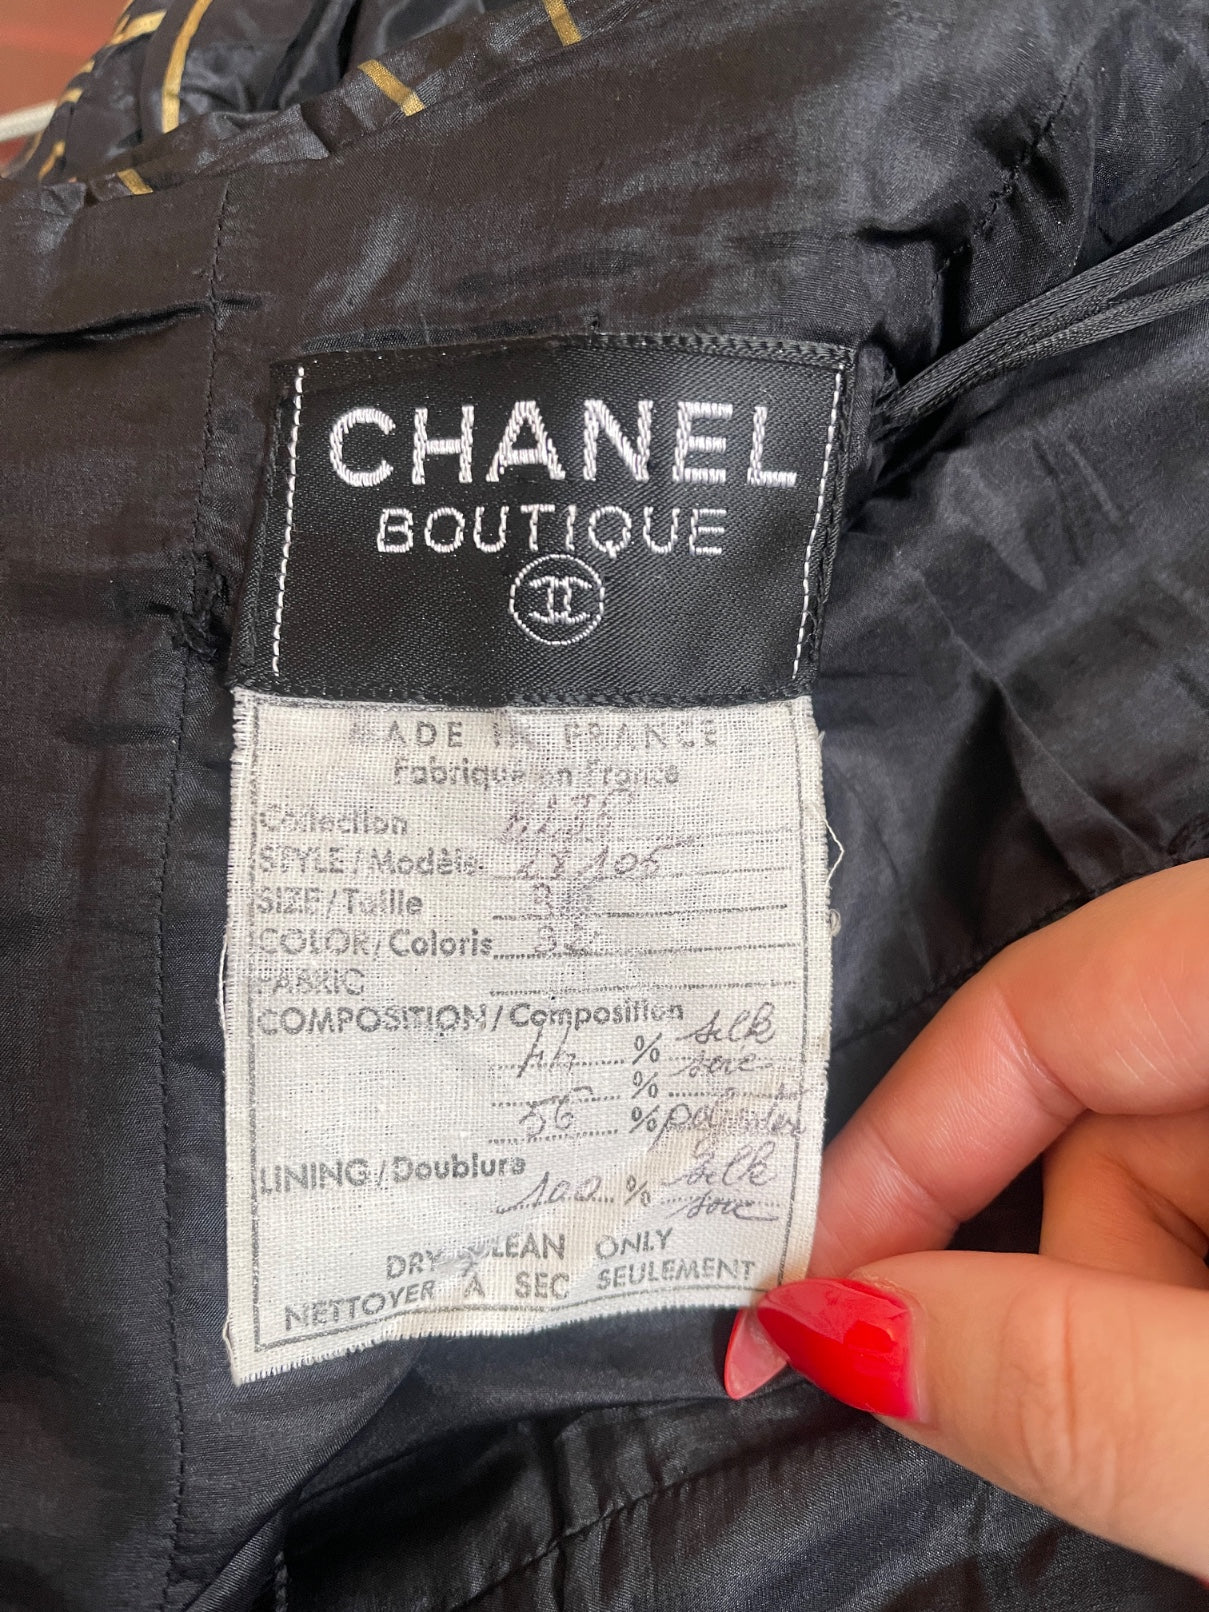 CHANEL
BOUTIQUE
MADE IN FRANCE
Fabriqué en France
Collection
STYLE/Modèle
SIZE/Taille
COLOR/Coloris
FABRIC
COMPOSITION/Composition
44 % silk
% soie
56 % polyester
LINING/Doublure
100 % silk
soie
DRY CLEAN ONLY
NETTOYER A SEC SEULEMENT